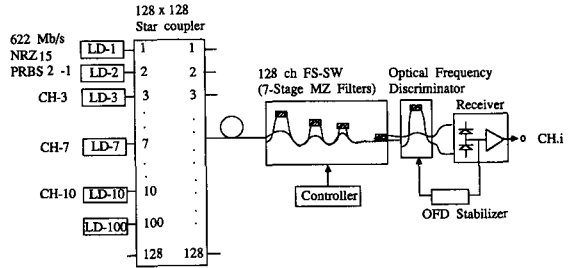 128 x 128
Star coupler
622 Mb/s
NRZ 15
PRBS 2 -1
LD-1
1
1
LD-2
2
2
CH-3
LD-3
3
3
CH-7
LD-7
7
CH-10
LD-10
10
LD-100
100
128
128
128 ch FS-SW
(7-Stage MZ Filters)
Optical Frequency
Discriminator
Receiver
CH.i
Controller
OFD Stabilizer